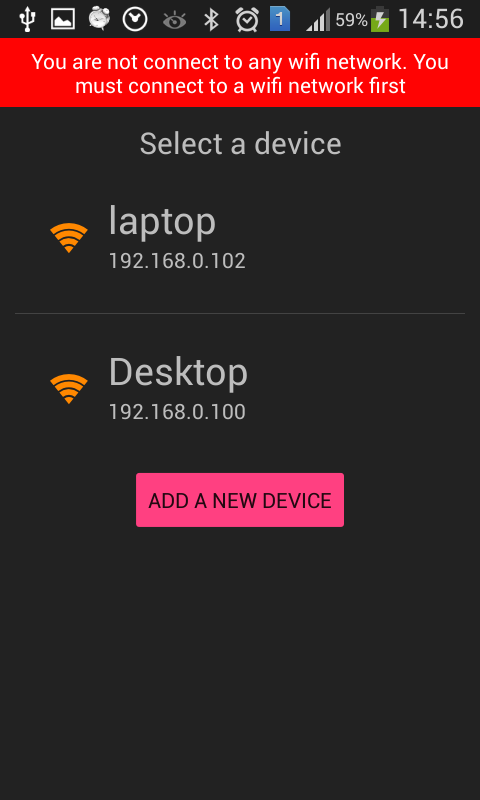 1 59% 14:56
You are not connect to any wifi network. You
must connect to a wifi network first
Select a device
laptop
192.168.0.102
Desktop
192.168.0.100
ADD A NEW DEVICE